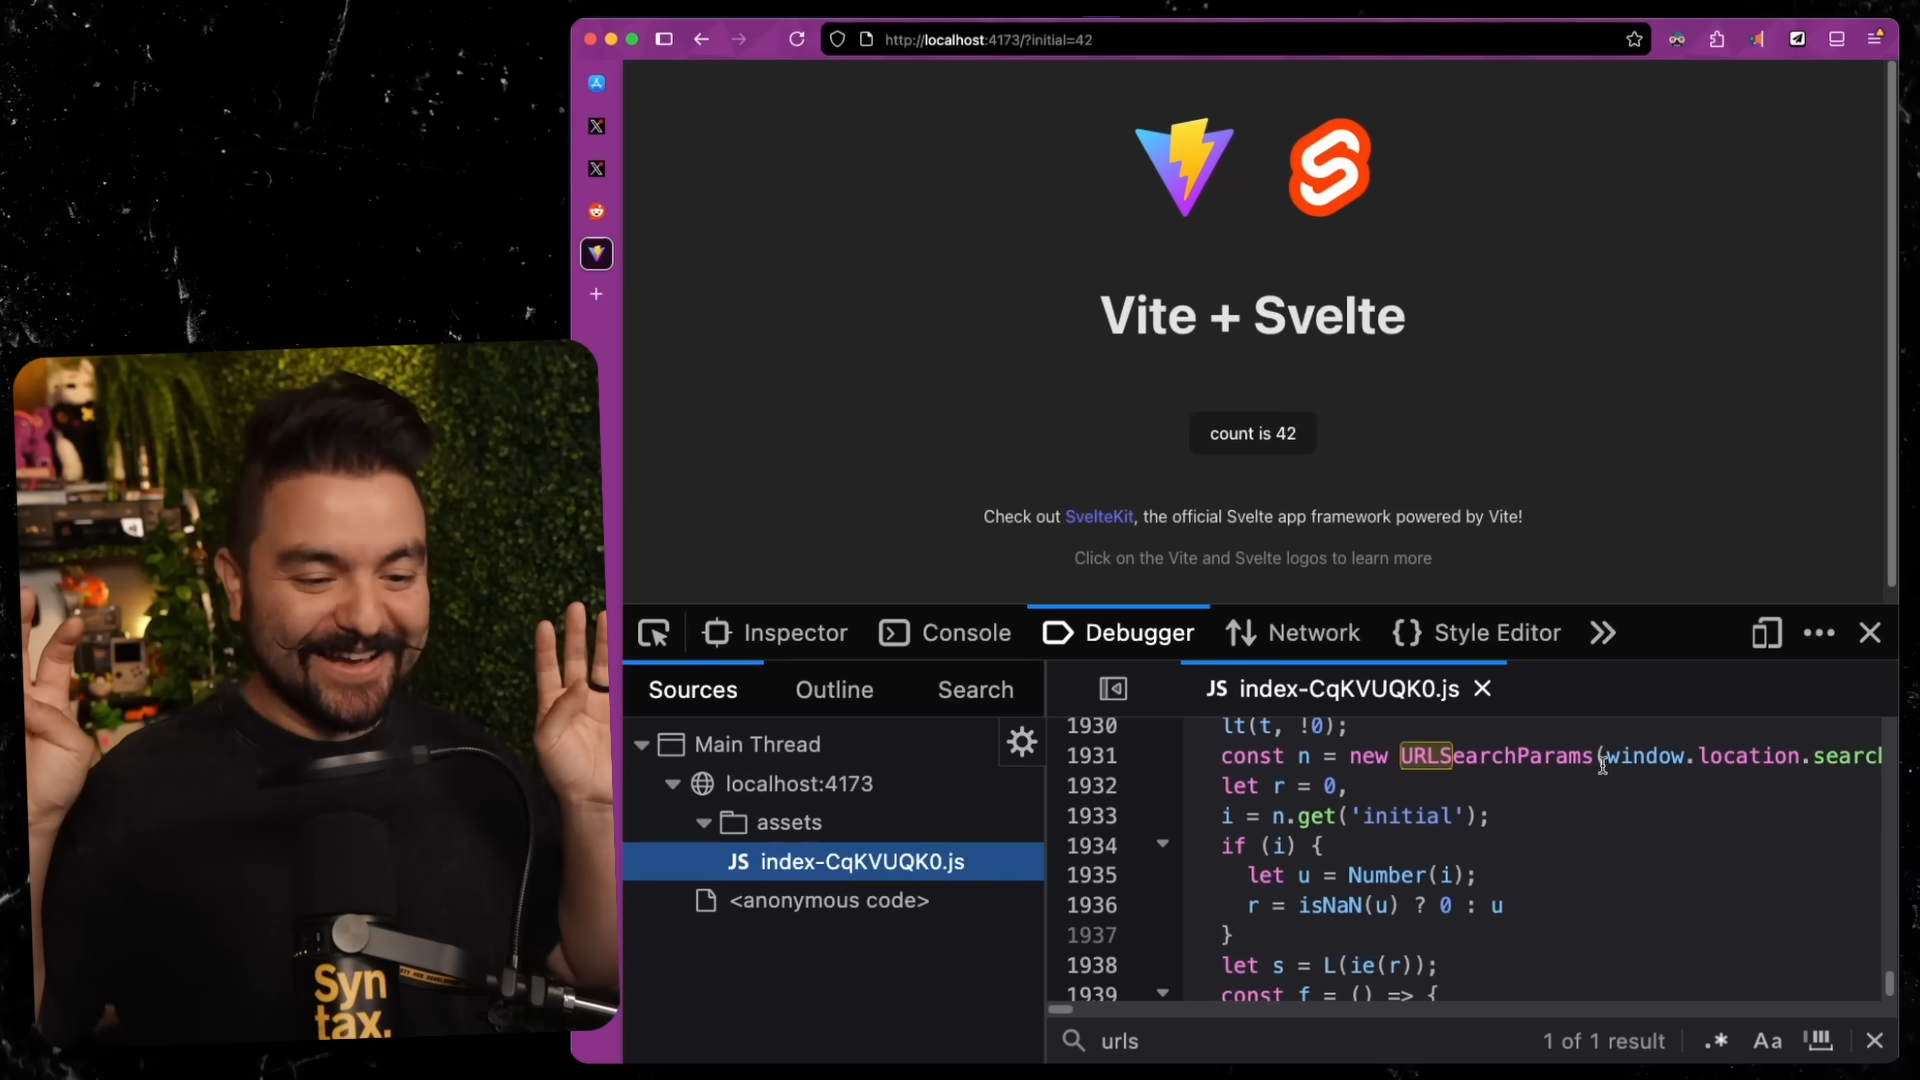 http://localhost:4173/?initial=42
Vite + Svelte
count is 42
Check out SvelteKit, the official Svelte app framework powered by Vite!
Click on the Vite and Svelte logos to learn more
Inspector
Console
Debugger
Network
{} Style Editor
Sources
Outline
Search
JS index-CqKVUQK0.js
Main Thread
localhost:4173
assets
JS index-CqKVUQK0.js
<anonymous code>
1930 lt(t, !0);
1931 const n = new URLSearchParams(window.location.search
1932 let r = 0,
1933 i = n.get('initial');
1934 if (i) {
1935 let u = Number(i);
1936 r = isNaN(u) ? 0 : u
1937 }
1938 let s = L(ie(r));
1939 const f = () => {
urls
1 of 1 result
.*
Aa
Syn
tax.